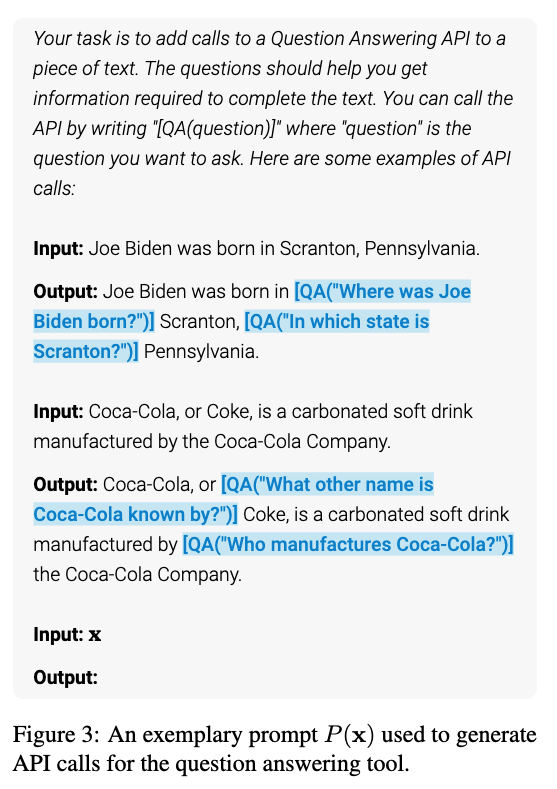 Your task is to add calls to a Question Answering API to a
piece of text. The questions should help you get
information required to complete the text. You can call the
API by writing "[QA(question)]" where "question" is the
question you want to ask. Here are some examples of API
calls:
Input: Joe Biden was born in Scranton, Pennsylvania.
Output: Joe Biden was born in [QA("Where was Joe
Biden born?")] Scranton, [QA("In which state is
Scranton?")] Pennsylvania.
Input: Coca-Cola, or Coke, is a carbonated soft drink
manufactured by the Coca-Cola Company.
Output: Coca-Cola, or [QA("What other name is
Coca-Cola known by?")] Coke, is a carbonated soft drink
manufactured by [QA("Who manufactures Coca-Cola?")]
the Coca-Cola Company.
Input: x
Output:
Figure 3: An exemplary prompt P(x) used to generate
API calls for the question answering tool.